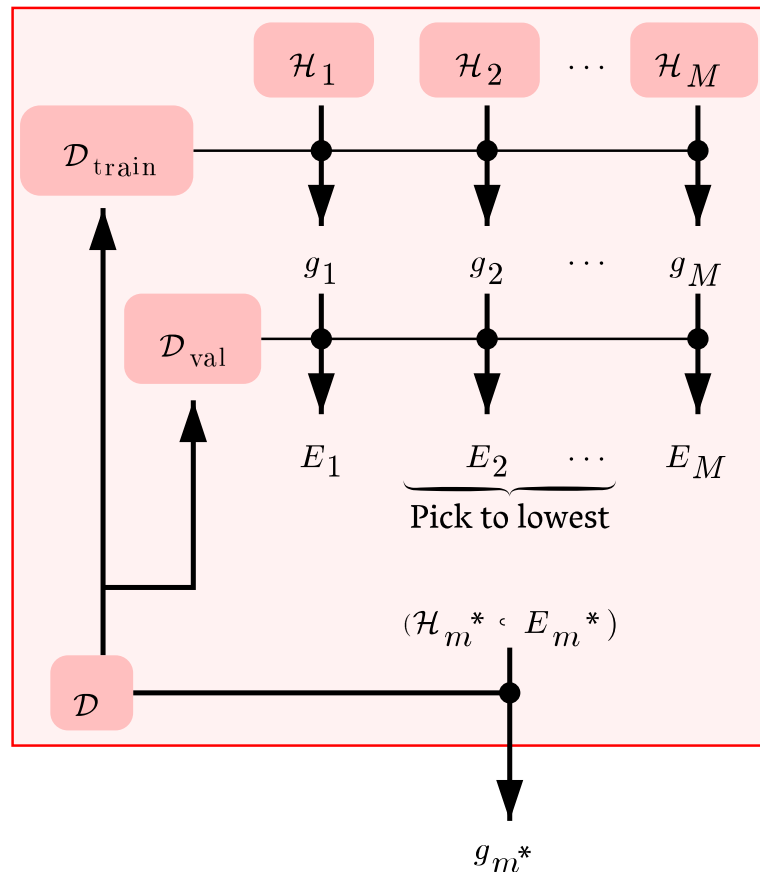 𝓗₁ 𝓗₂ ⋯ 𝓗_M
𝓓_train
g₁ g₂ ⋯ g_M
𝓓_val
E₁ E₂ ⋯ E_M
Pick to lowest
(𝓗_m* ، E_m*)
𝓓
g_m*